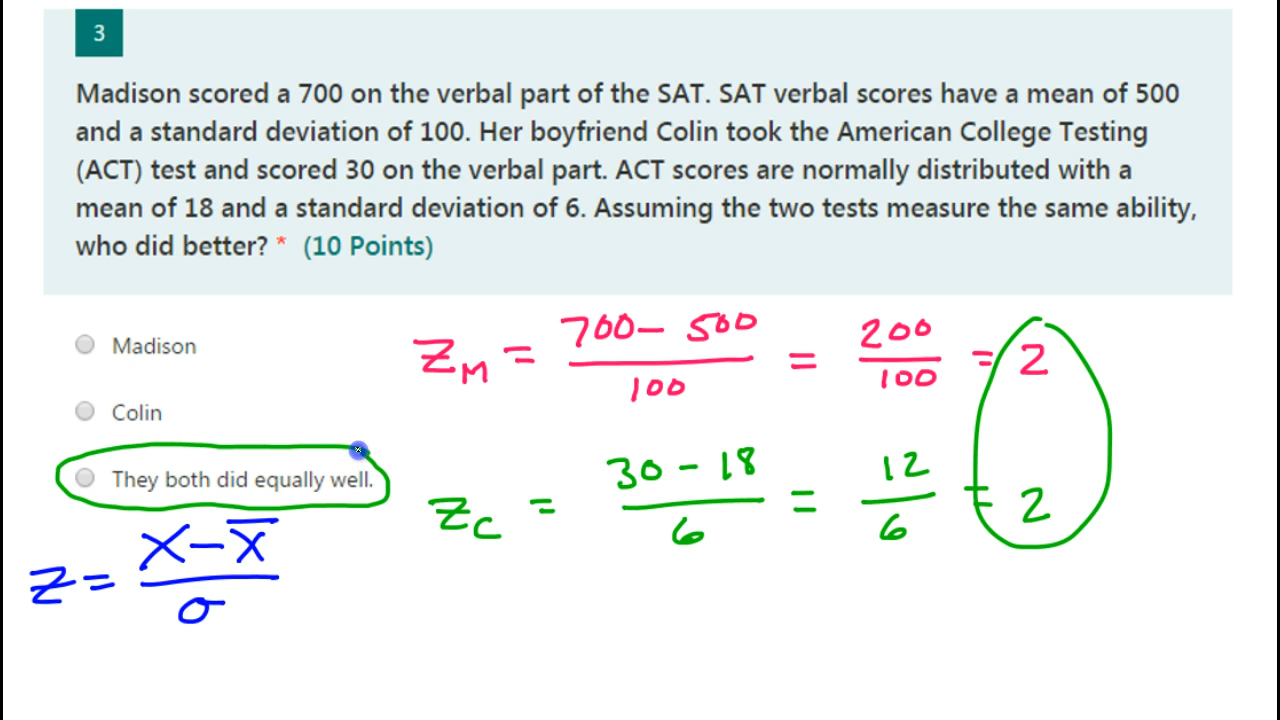 3
Madison scored a 700 on the verbal part of the SAT. SAT verbal scores have a mean of 500
and a standard deviation of 100. Her boyfriend Colin took the American College Testing
(ACT) test and scored 30 on the verbal part. ACT scores are normally distributed with a
mean of 18 and a standard deviation of 6. Assuming the two tests measure the same ability,
who did better? * (10 Points)
Madison
Z_M = (700 - 500)/100 = 200/100 = 2
Colin
They both did equally well.
Z_C = (30 - 18)/6 = 12/6 = 2
Z = (X - X̅)/σ